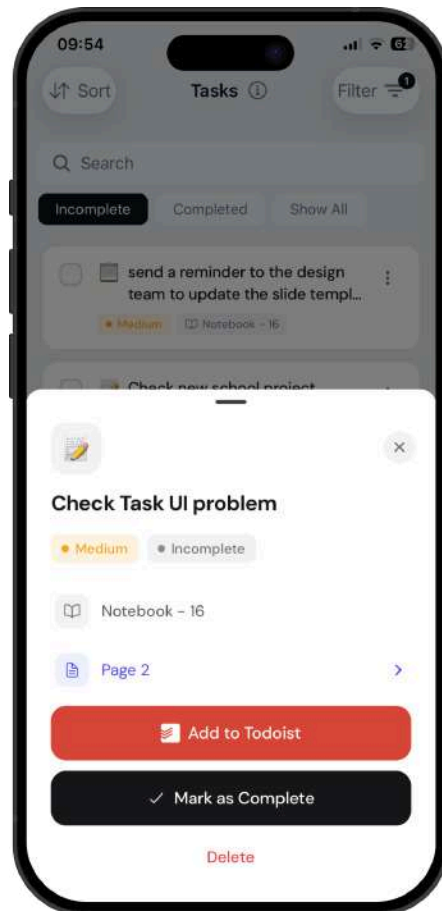 09:54
62
Sort
Tasks
Filter
1
Search
Incomplete
Completed
Show All
send a reminder to the design
team to update the slide templ...
Medium
Notebook - 16
Check new school project
Check Task UI problem
Medium
Incomplete
Notebook - 16
Page 2
Add to Todoist
Mark as Complete
Delete